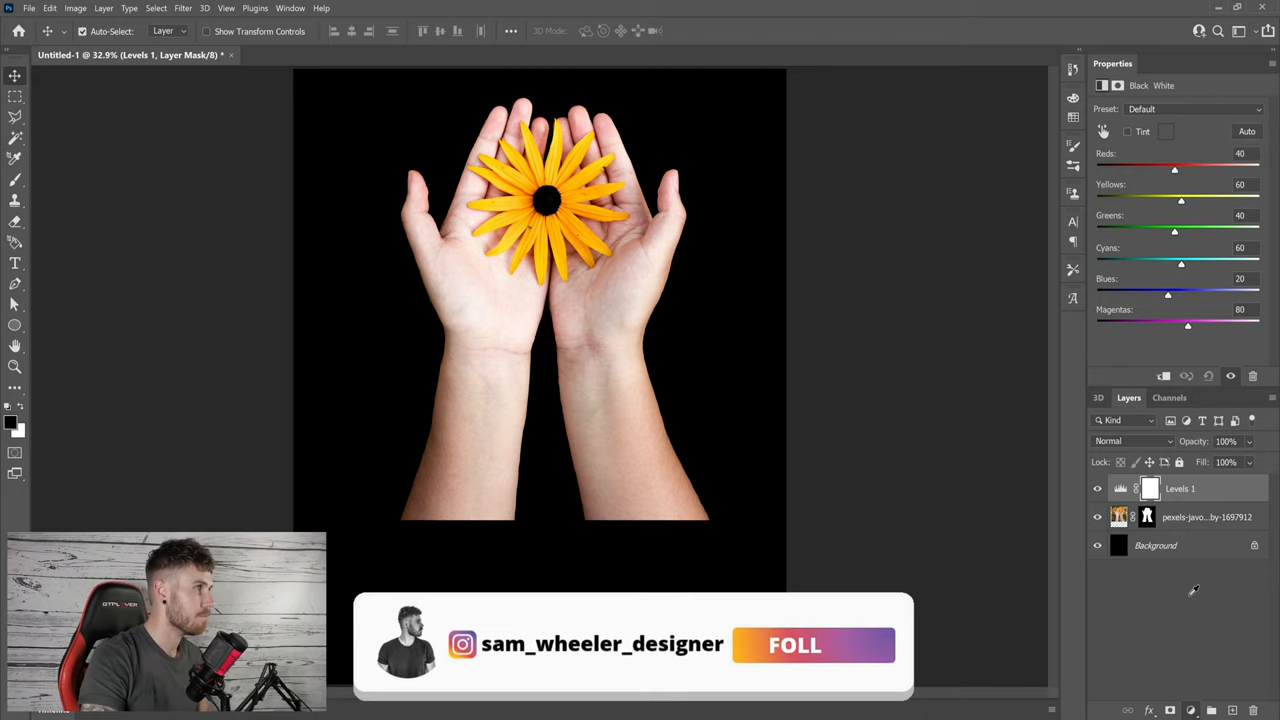 Ps File Edit Image Layer Type Select Filter 3D View Plugins Window Help
Auto-Select: Layer Show Transform Controls 3D Mode:
Untitled-1 @ 32.9% (Levels 1, Layer Mask/8) * ×
Properties
Black White
Preset: Default
Tint Auto
Reds: 40
Yellows: 60
Greens: 40
Cyans: 60
Blues: 20
Magentas: 80
3D Layers Channels
Kind
Normal Opacity: 100%
Lock: Fill: 100%
Levels 1
pexels-javo...by-1697912
Background
GTPLAYER
sam_wheeler_designer FOLL